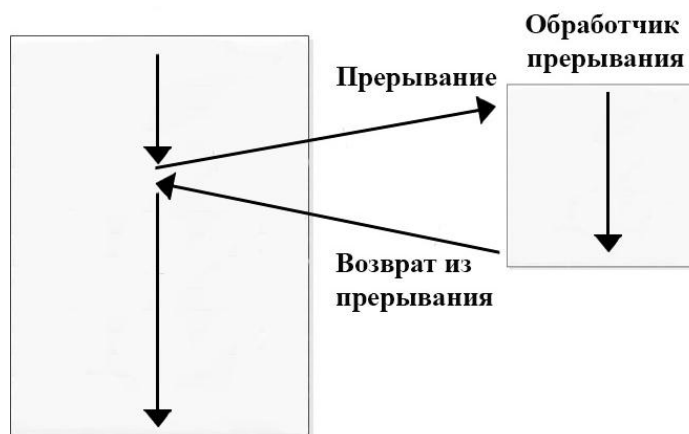 Обработчик
прерывания
Прерывание
Возврат из
прерывания